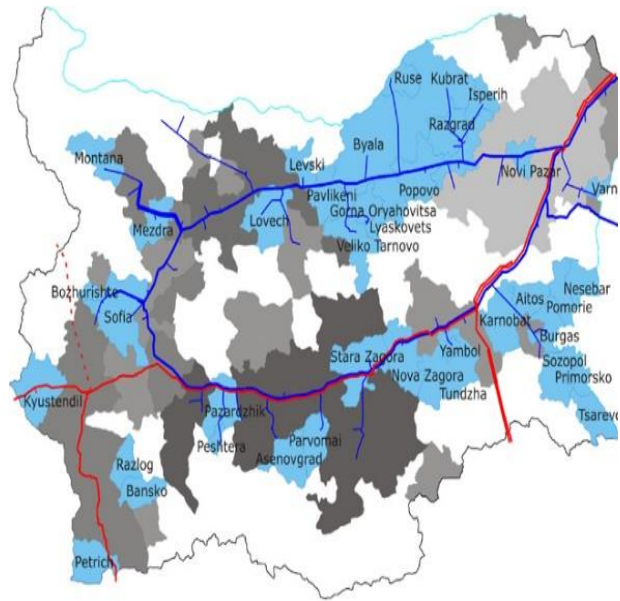 Ruse
Kubrat
Isperih
Razgrad
Byala
Montana
Levski
Novi Pazar
Pavlikeni
Popovo
Varn
Gorna Oryahovitsa
Lovech
Lyaskovets
Mezdra
Veliko Tarnovo
Bozhurishte
Sofia
Nesebar
Aitos
Pomorie
Karnobat
Burgas
Stara Zagora
Yambol
Sozopol
Nova Zagora
Primorsko
Kyustendil
Tundzha
Tsarevo
Pazardzhik
Peshtera
Parvomai
Asenovgrad
Razlog
Bansko
Petrich